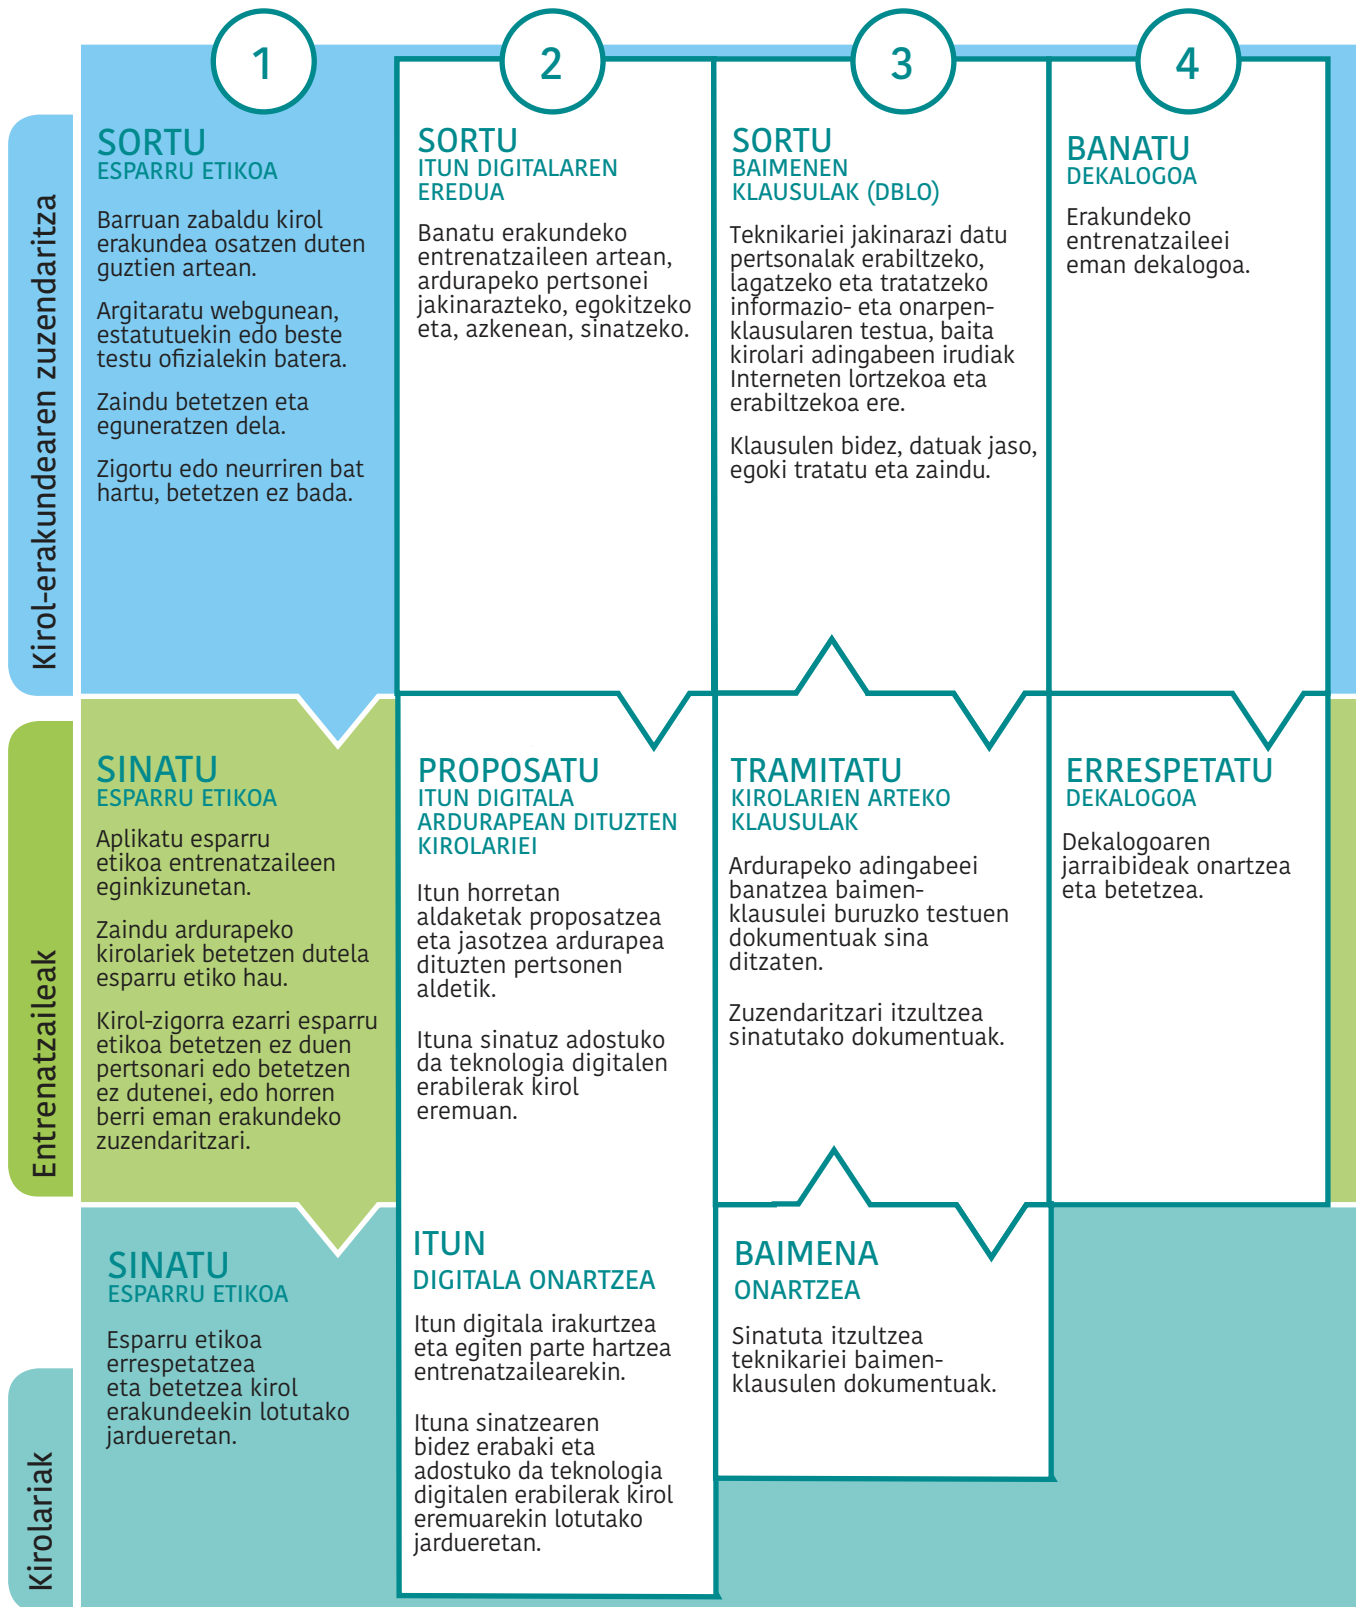 1
2
3
4
Kirol-erakundearen zuzendaritza
SORTU
ESPARRU ETIKOA
Barruan zabaldu kirol
erakundea osatzen duten
guztien artean.
Argitaratu webgunean,
estatutuekin edo beste
testu ofizialekin batera.
Zaindu betetzen eta
eguneratzen dela.
Zigortu edo neurriren bat
hartu, betetzen ez bada.
SORTU
ITUN DIGITALAREN
EREDUA
Banatu erakundeko
entrenatzaileen artean,
ardurapeko pertsonei
jakinarazteko, egokitzeko
eta, azkenean, sinatzeko.
SORTU
BAIMENEN
KLAUSULAK (DBLO)
Teknikariei jakinarazi datu
pertsonalak erabiltzeko,
lagatzeko eta tratatzeko
informazio- eta onarpen-
klausularen testua, baita
kirolari adingabeen irudiak
Interneten lortzekoa eta
erabiltzekoa ere.
Klausulen bidez, datuak jaso,
egoki tratatu eta zaindu.
BANATU
DEKALOGOA
Erakundeko
entrenatzaileei
eman dekalogoa.
Entrenatzaileak
SINATU
ESPARRU ETIKOA
Aplikatu esparru
etikoa entrenatzaileen
eginkizunetan.
Zaindu ardurapeko
kirolariek betetzen dutela
esparru etiko hau.
Kirol-zigorra ezarri esparru
etikoa betetzen ez duen
pertsonari edo betetzen
ez dutenei, edo horren
berri eman erakundeko
zuzendaritzari.
PROPOSATU
ITUN DIGITALA
ARDURAPEAN DITUZTEN
KIROLARIEI
Itun horretan
aldaketak proposatzea
eta jasotzea ardurapea
dituzten pertsonen
aldetik.
Ituna sinatuz adostuko
da teknologia digitalen
erabilerak kirol
eremuan.
TRAMITATU
KIROLARIEN ARTEKO
KLAUSULAK
Ardurapeko adingabeei
banatzea baimen-
klausulei buruzko testuen
dokumentuak sina
ditzaten.
Zuzendaritzari itzultzea
sinatutako dokumentuak.
ERRESPETATU
DEKALOGOA
Dekalogoaren
jarraibideak onartzea
eta betetzea.
Kirolariak
SINATU
ESPARRU ETIKOA
Esparru etikoa
errespetatzea
eta betetzea kirol
erakundeekin lotutako
jardueretan.
ITUN
DIGITALA ONARTZEA
Itun digitala irakurtzea
eta egiten parte hartzea
entrenatzailearekin.
Ituna sinatzearen
bidez erabaki eta
adostuko da teknologia
digitalen erabilerak kirol
eremuarekin lotutako
jardueretan.
BAIMENA
ONARTZEA
Sinatuta itzultzea
teknikariei baimen-
klausulen dokumentuak.